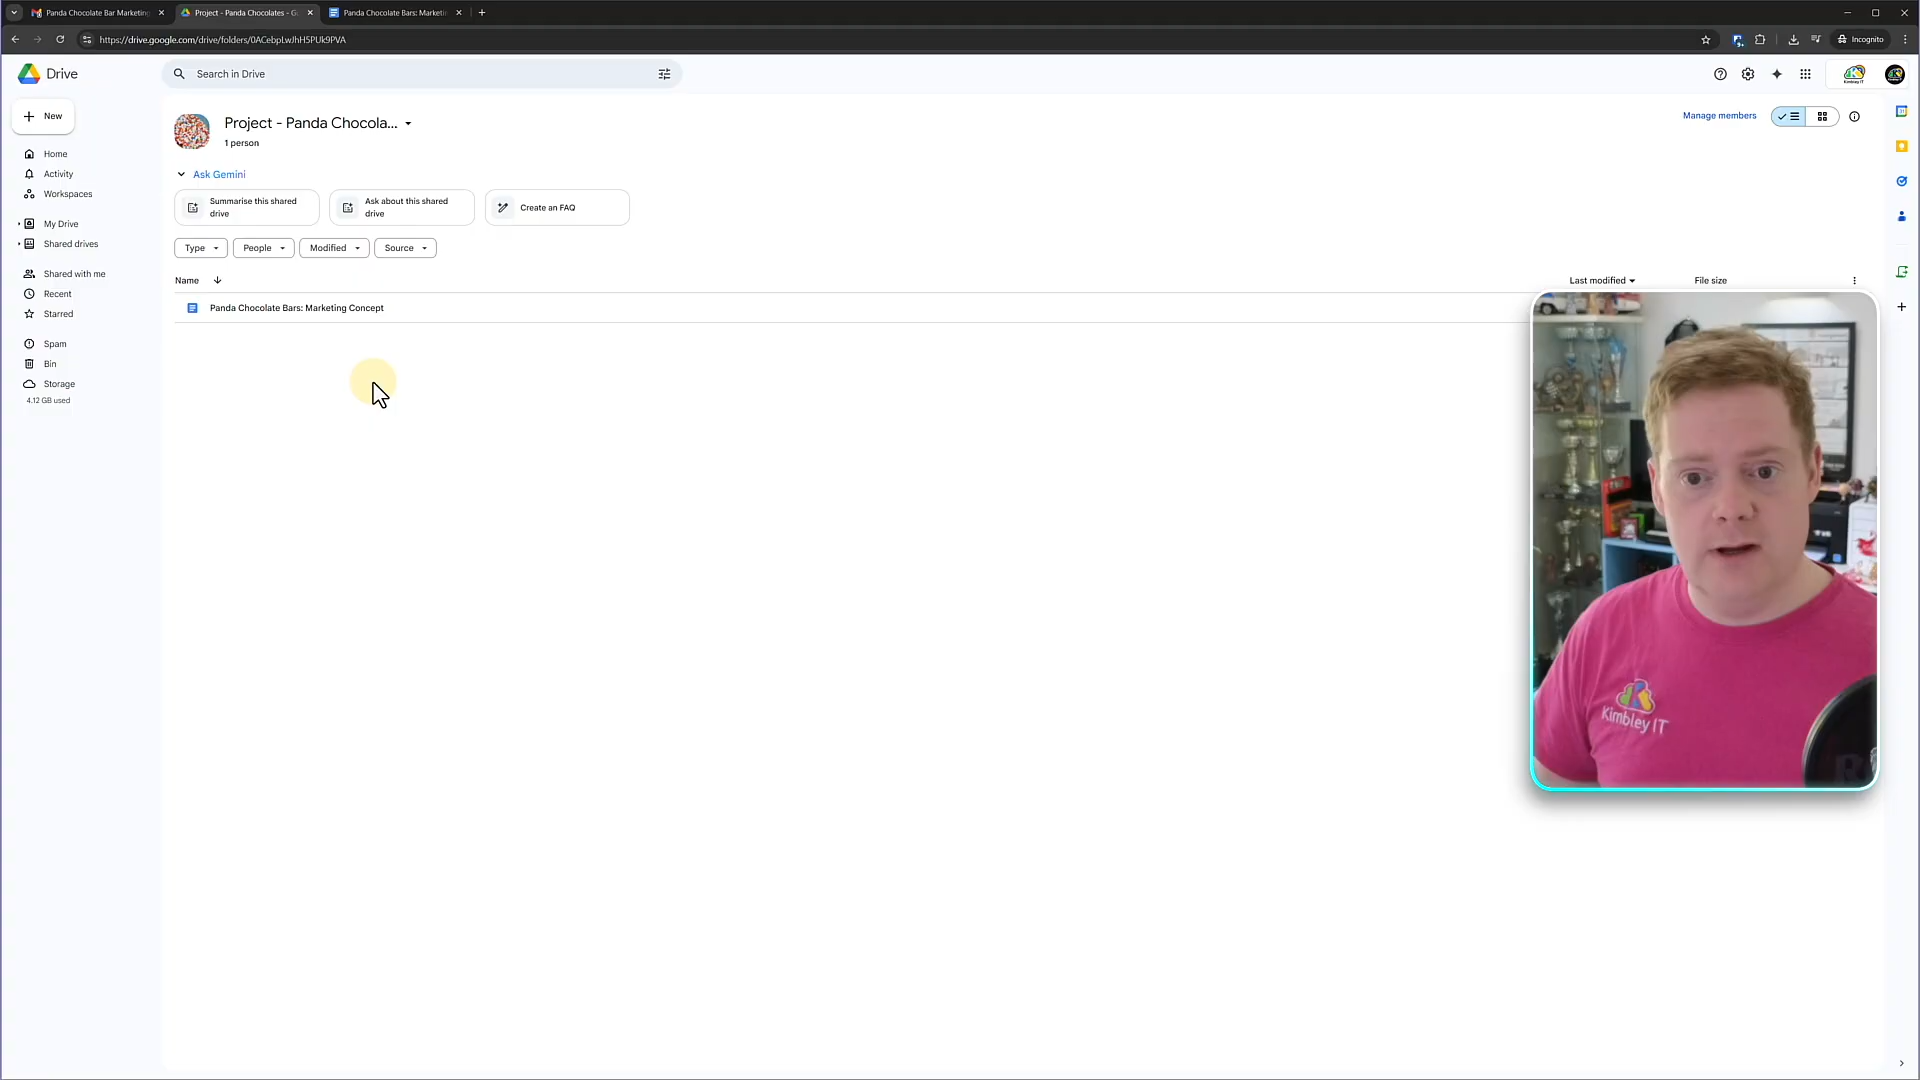 Panda Chocolate Bar Marketing
Project - Panda Chocolates - G
Panda Chocolate Bars: Marketin
https://drive.google.com/drive/folders/0ACebpLwJhH5PUk9PVA
Incognito
Drive
Search in Drive
Kimbley IT
New
Home
Activity
Workspaces
My Drive
Shared drives
Shared with me
Recent
Starred
Spam
Bin
Storage
4.12 GB used
Project - Panda Chocola...
1 person
Manage members
Ask Gemini
Summarise this shared
drive
Ask about this shared
drive
Create an FAQ
Type
People
Modified
Source
Name
Last modified
File size
Panda Chocolate Bars: Marketing Concept
Kimbley IT